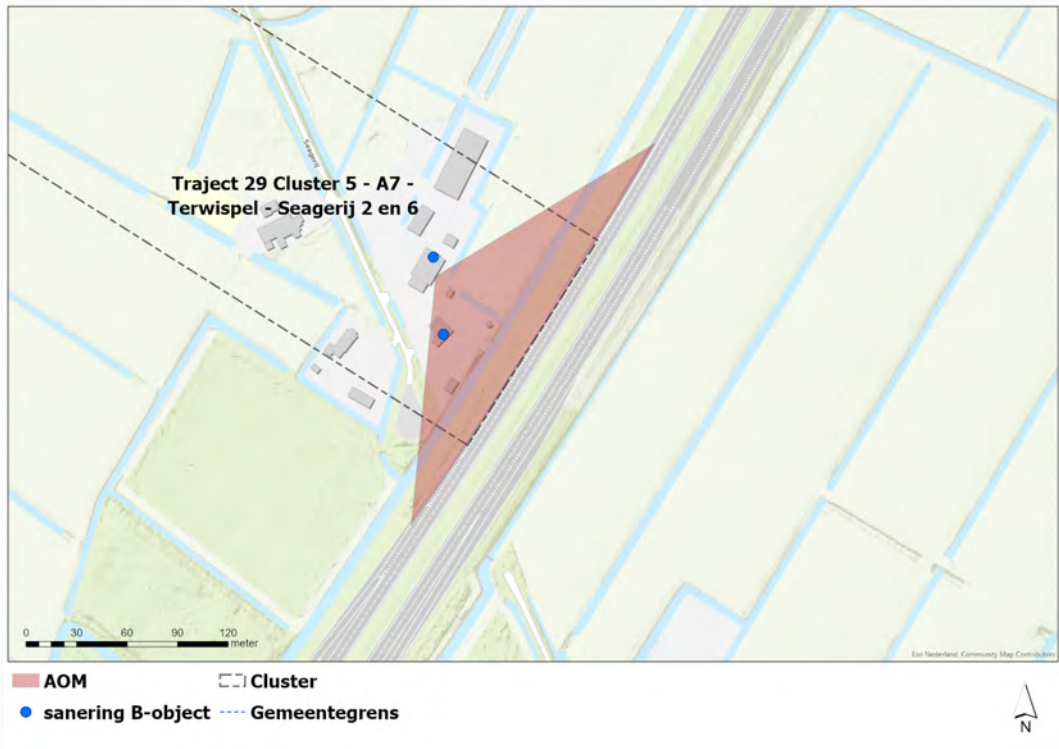 Seagerij
Traject 29 Cluster 5 - A7 -
Terwispel - Seagerij 2 en 6
0 30 60 90 120
meter
Esri Nederland, Community Map Contributors
AOM
Cluster
sanering B-object
Gemeentegrens
N